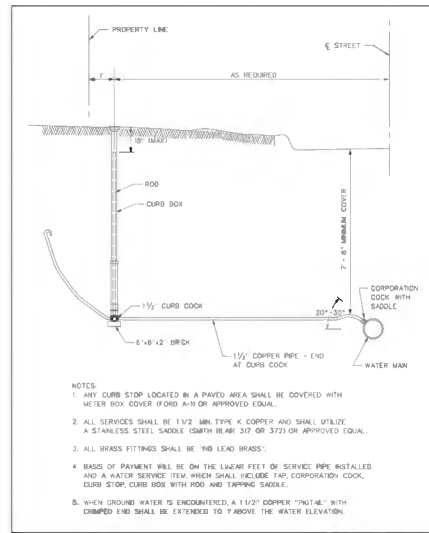 PROPERTY LINE
℄ STREET
1'
AS REQUIRED
18" (MAX)
ROD
CURB BOX
7' - 6" MINIMUM COVER
CORPORATION
COCK WITH
SADDLE
1 1/2" CURB COCK
20°-30°
6"x6"x2" BRICK
1 1/2" COPPER PIPE - END
AT CURB COCK
WATER MAIN
NOTES:
1. ANY CURB STOP LOCATED IN A PAVED AREA SHALL BE COVERED WITH
METER BOX COVER (FORD A-1) OR APPROVED EQUAL.
2. ALL SERVICES SHALL BE 1 1/2 MIN. TYPE K COPPER AND SHALL UTILIZE
A STAINLESS STEEL SADDLE (SMITH BLAIR 317 OR 372) OR APPROVED EQUAL.
3. ALL BRASS FITTINGS SHALL BE "NO LEAD BRASS".
4 BASIS OF PAYMENT WILL BE ON THE LINEAR FEET OF SERVICE PIPE INSTALLED
AND A WATER SERVICE ITEM, WHICH SHALL INCLUDE TAP, CORPORATION COCK,
CURB STOP, CURB BOX WITH ROD AND TAPPING SADDLE.
5. WHEN GROUND WATER IS ENCOUNTERED, A 1 1/2" COPPER "PIGTAIL" WITH
CRIMPED END SHALL BE EXTENDED TO 1' ABOVE THE WATER ELEVATION.